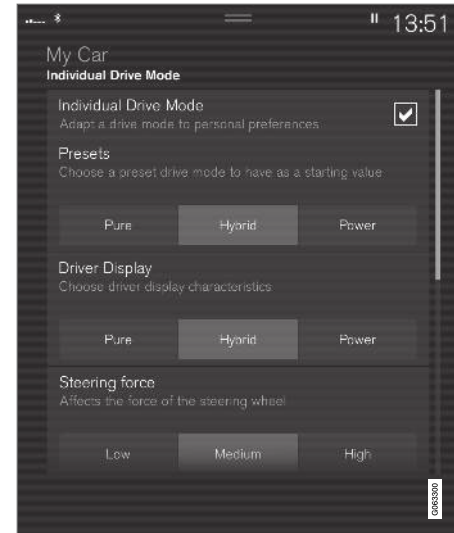 13:51
My Car
Individual Drive Mode
Individual Drive Mode
Adapt a drive mode to personal preferences
Presets
Choose a preset drive mode to have as a starting value
Pure Hybrid Power
Driver Display
Choose driver display characteristics
Pure Hybrid Power
Steering force
Affects the force of the steering wheel
Low Medium High
G063300